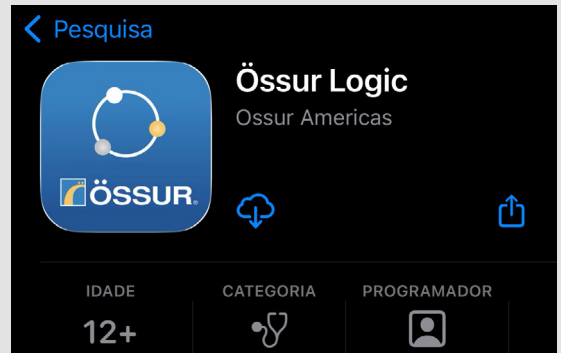 Pesquisa
Össur Logic
Ossur Americas
ÖSSUR.
IDADE
CATEGORIA
PROGRAMADOR
12+